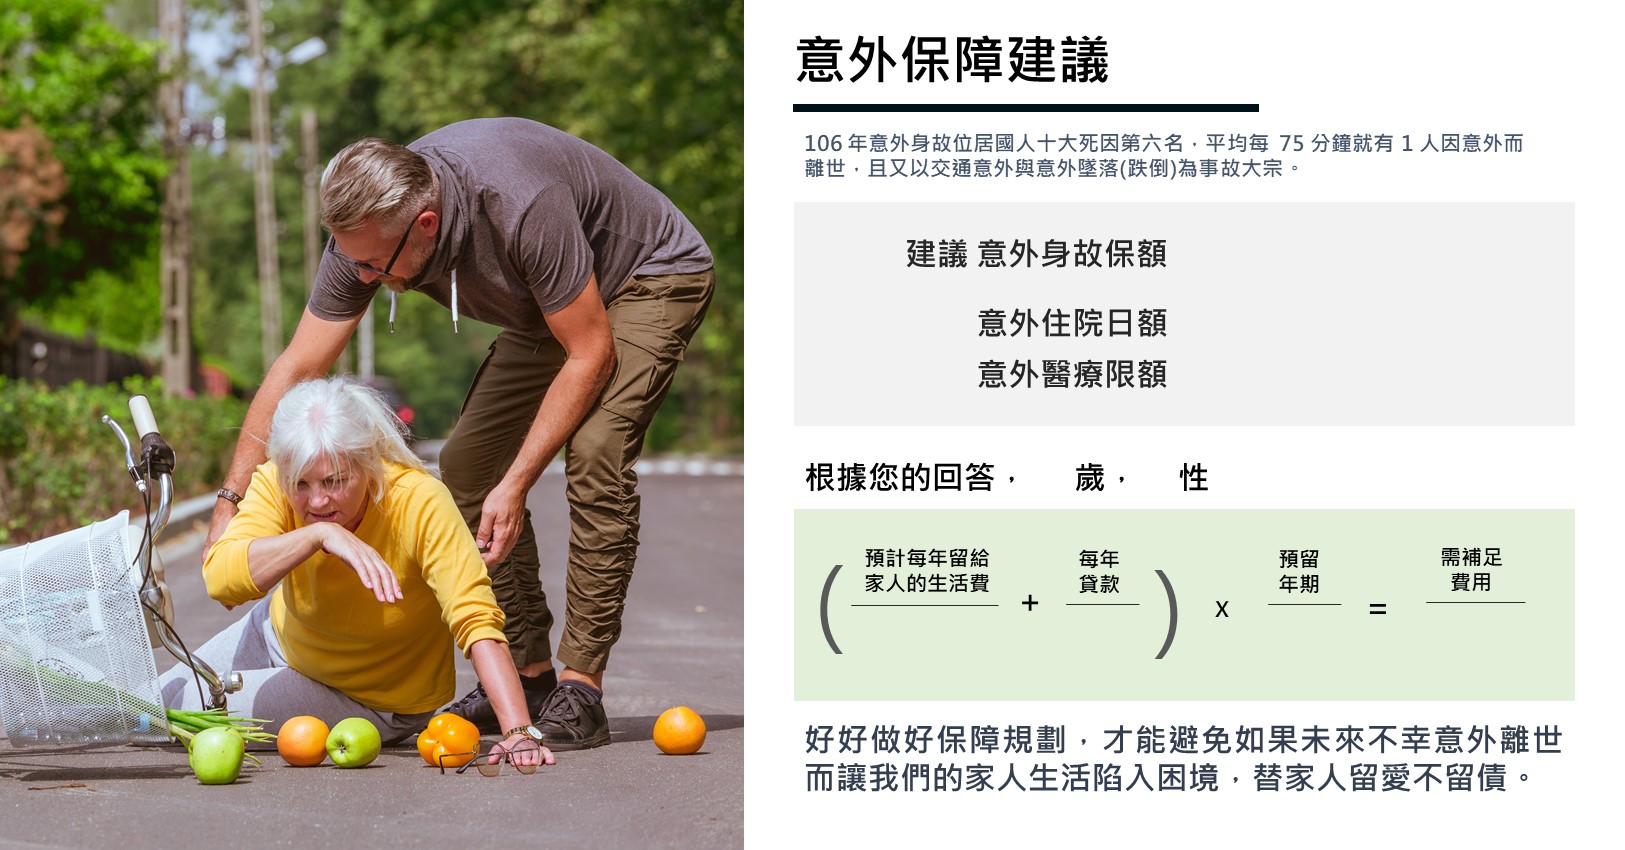 意外保障建議
106 年意外身故位居國人十大死因第六名，平均每 75 分鐘就有 1 人因意外而
離世，且又以交通意外與意外墜落(跌倒)為事故大宗。
建議 意外身故保額
意外住院日額
意外醫療限額
根據您的回答， 歲， 性
( 預計每年留給
家人的生活費
+
每年
貸款
)
x
預留
年期
=
需補足
費用
好好做好保障規劃，才能避免如果未來不幸意外離世
而讓我們的家人生活陷入困境，替家人留愛不留債。